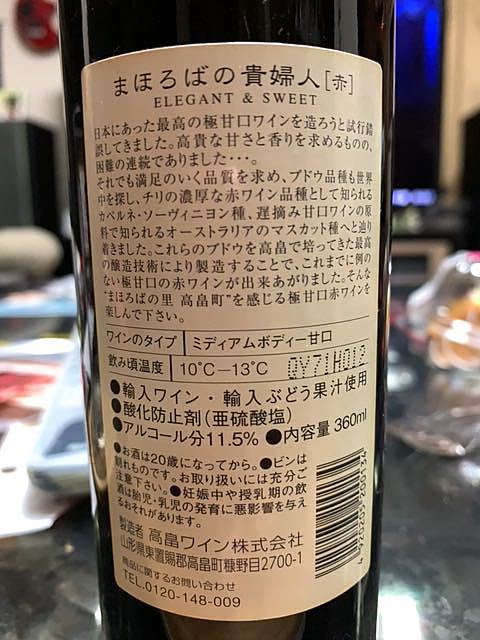 まほろばの貴婦人[赤]
ELEGANT & SWEET
日本にあった最高の極甘口ワインを造ろうと試行錯
誤してきました。高貴な甘さと香りを求めるものの、
困難の連続でありました・・・。
それでも満足のいく品質を求め、ブドウ品種も世界
中を探し、チリの濃厚な赤ワイン品種として知られる
カベルネ・ソーヴィニヨン種、遅摘み甘口ワインの原
料で知られるオーストラリアのマスカット種へと辿り
着きました。これらのブドウを高畠で培ってきた最高
の醸造技術により製造することで、これまでに例の
ない極甘口の赤ワインが出来あがりました。そんな
"まほろばの里 高畠町"を感じる極甘口赤ワインを
楽しんで下さい。
ワインのタイプ ミディアムボディー甘口
飲み頃温度 10℃―13℃ QY71H012
●輸入ワイン・輸入ぶどう果汁使用
●酸化防止剤(亜硫酸塩)
●アルコール分11.5% ●内容量 360ml
●お酒は20歳になってから。●ビンは
割れものです。お取り扱いには充分ご
注意下さい。●妊娠中や授乳期の飲
酒は胎児・乳児の発育に悪影響を与え
るおそれがあります。
製造者 高畠ワイン株式会社
山形県東置賜郡高畠町糠野目2700-1
商品に関するお問い合わせ
TEL.0120-148-009